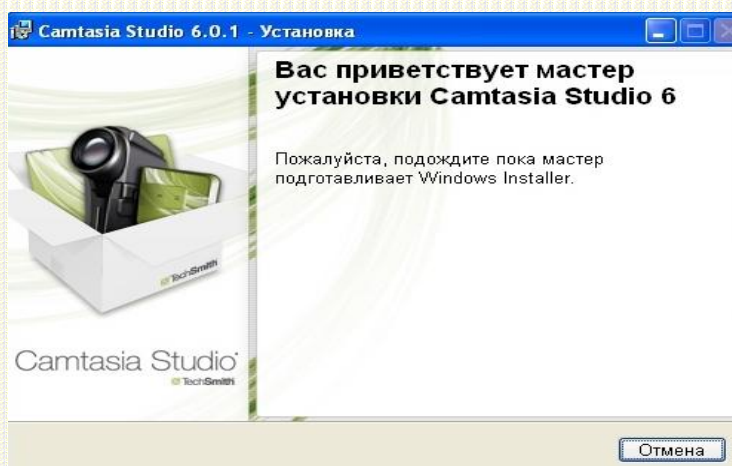 Camtasia Studio 6.0.1 - Установка
Вас приветствует мастер
установки Camtasia Studio 6
Пожалуйста, подождите пока мастер
подготавливает Windows Installer.
TechSmith
Camtasia Studio
TechSmith
Отмена